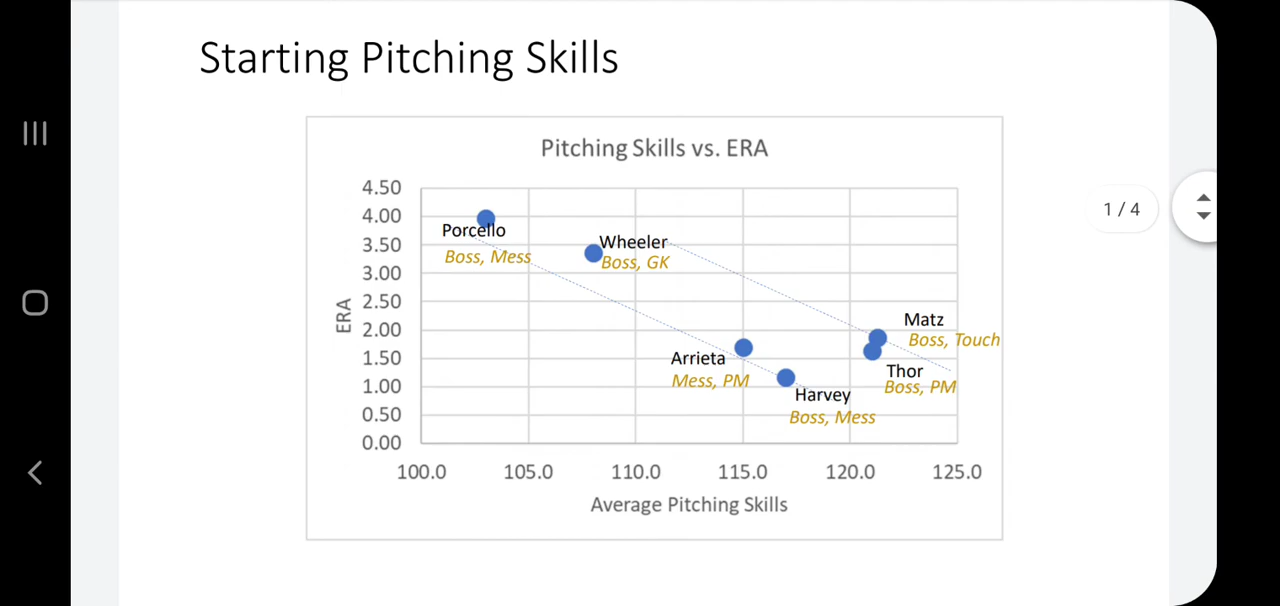 Starting Pitching Skills
Pitching Skills vs. ERA
4.50
4.00
3.50
3.00
2.50
2.00
1.50
1.00
0.50
0.00
ERA
Porcello
Boss, Mess
Wheeler
Boss, GK
Matz
Boss, Touch
Arrieta
Mess, PM
Thor
Boss, PM
Harvey
Boss, Mess
100.0 105.0 110.0 115.0 120.0 125.0
Average Pitching Skills
1 / 4